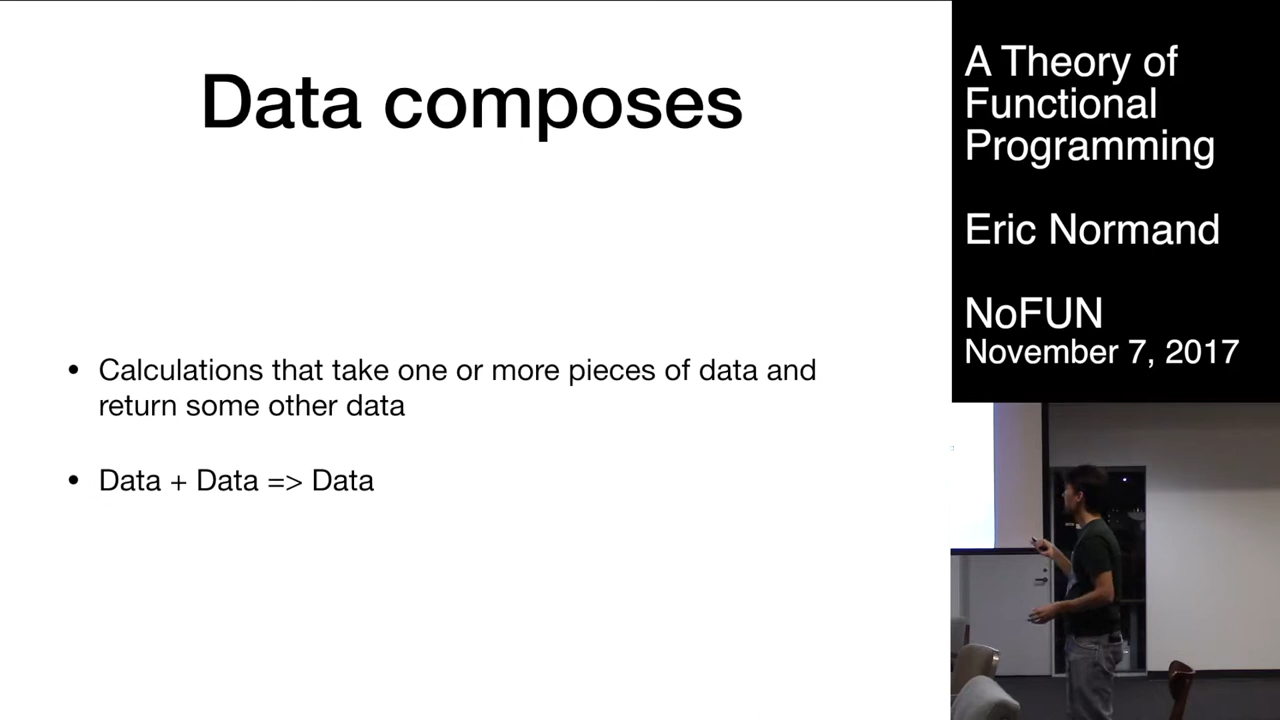 Data composes
• Calculations that take one or more pieces of data and
return some other data
• Data + Data => Data
A Theory of
Functional
Programming
Eric Normand
NoFUN
November 7, 2017